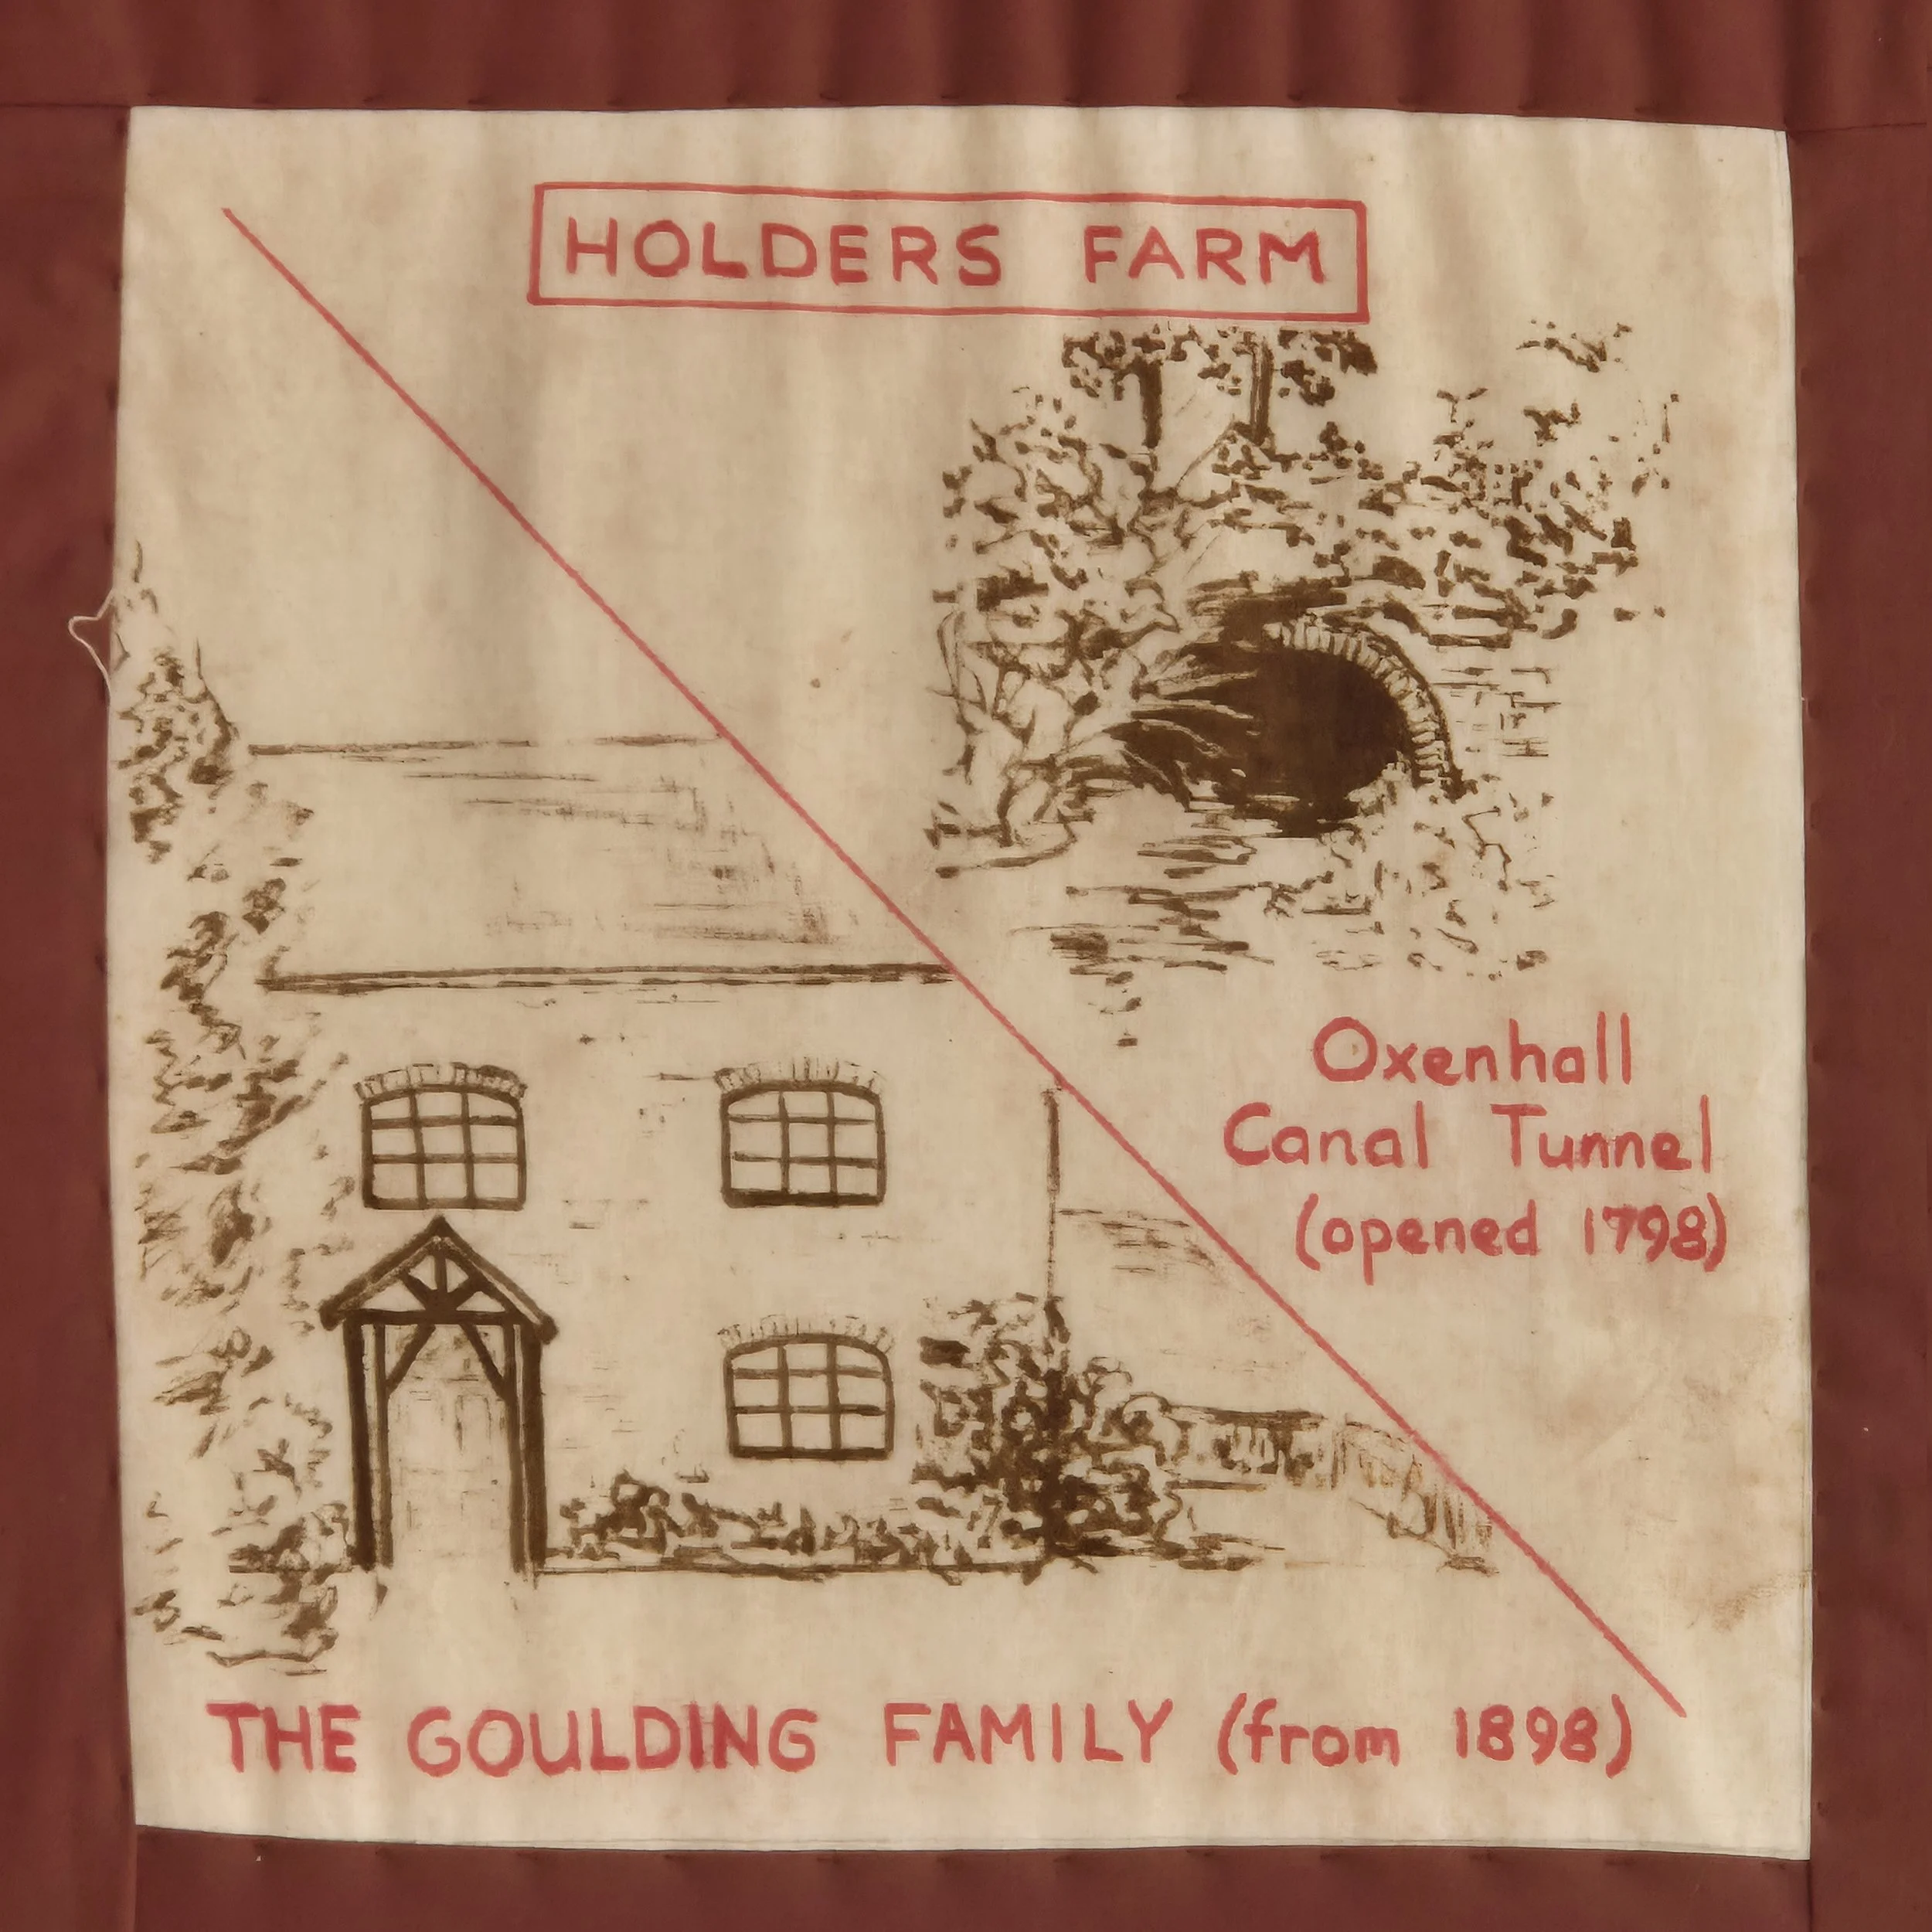 HOLDERS FARM
Oxenhall
Canal Tunnel
(opened 1798)
THE GOULDING FAMILY (from 1898)